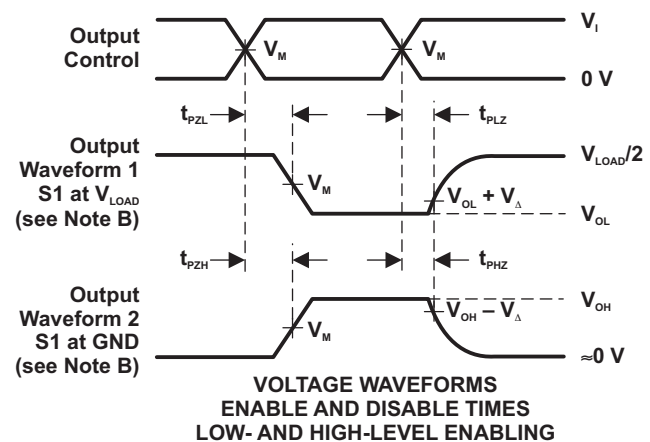 Output
Control
V_M
V_M
V_I
0 V
t_PZL
t_PLZ
Output
Waveform 1
S1 at V_LOAD
(see Note B)
V_M
V_OL + V_Δ
V_LOAD/2
V_OL
t_PZH
t_PHZ
Output
Waveform 2
S1 at GND
(see Note B)
V_M
V_OH – V_Δ
V_OH
≈0 V
VOLTAGE WAVEFORMS
ENABLE AND DISABLE TIMES
LOW- AND HIGH-LEVEL ENABLING